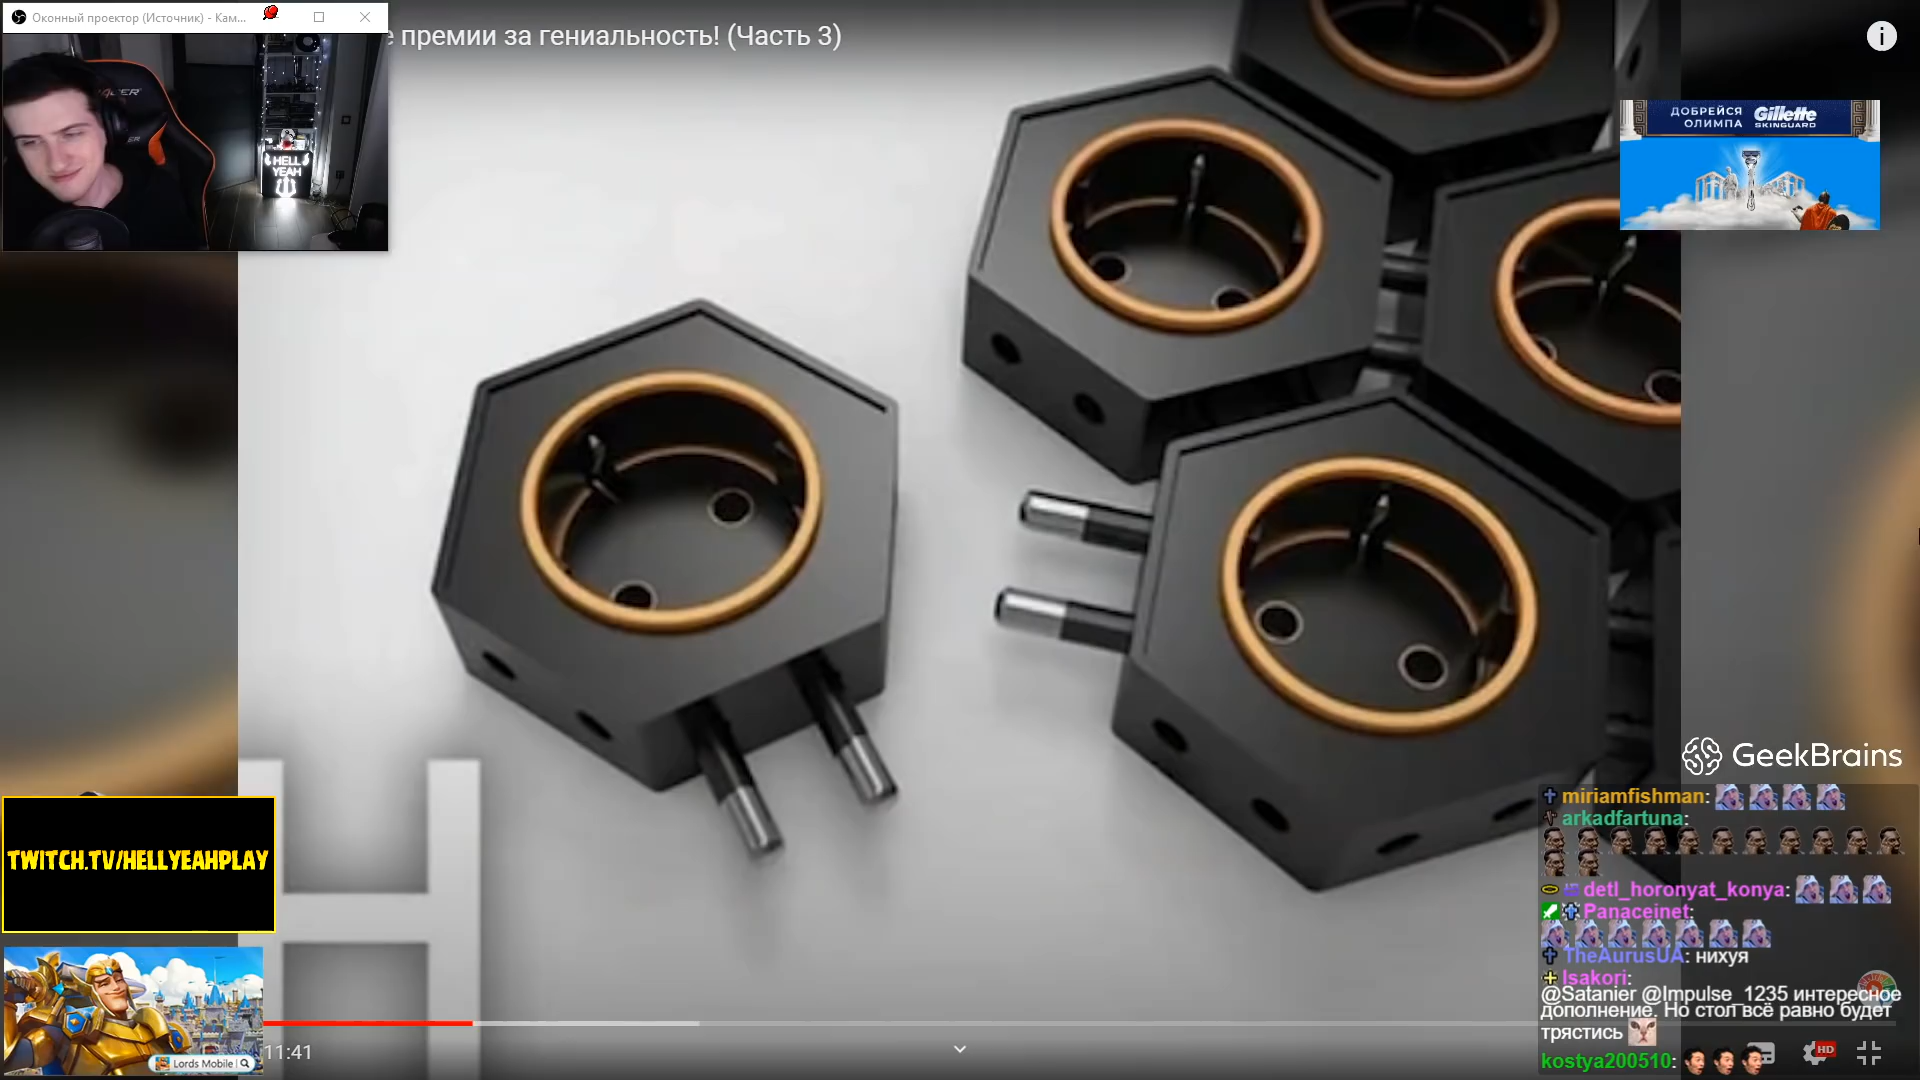 Оконный проектор (Источник) - Кам...
е премии за гениальность! (Часть 3)
HELL
YEAH
ДОБРЕЙСЯ
ОЛИМПА
Gillette
SKINGUARD
GeekBrains
TWITCH.TV/HELLYEAHPLAY
Lords Mobile
11:41
HD
miriamfishman:
arkadfartuna:
detl_horonyat_konya:
Panaceinet:
TheAurusUA: нихуя
Isakori:
@Satanier @Impulse_1235 интересное
дополнение. Но стол всё равно будет
трястись
kostya200510: